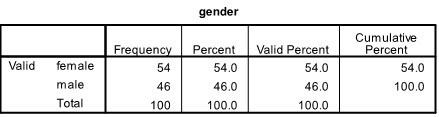 gender
Frequency Percent Valid Percent Cumulative Percent
Valid female 54 54.0 54.0 54.0
male 46 46.0 46.0 100.0
Total 100 100.0 100.0